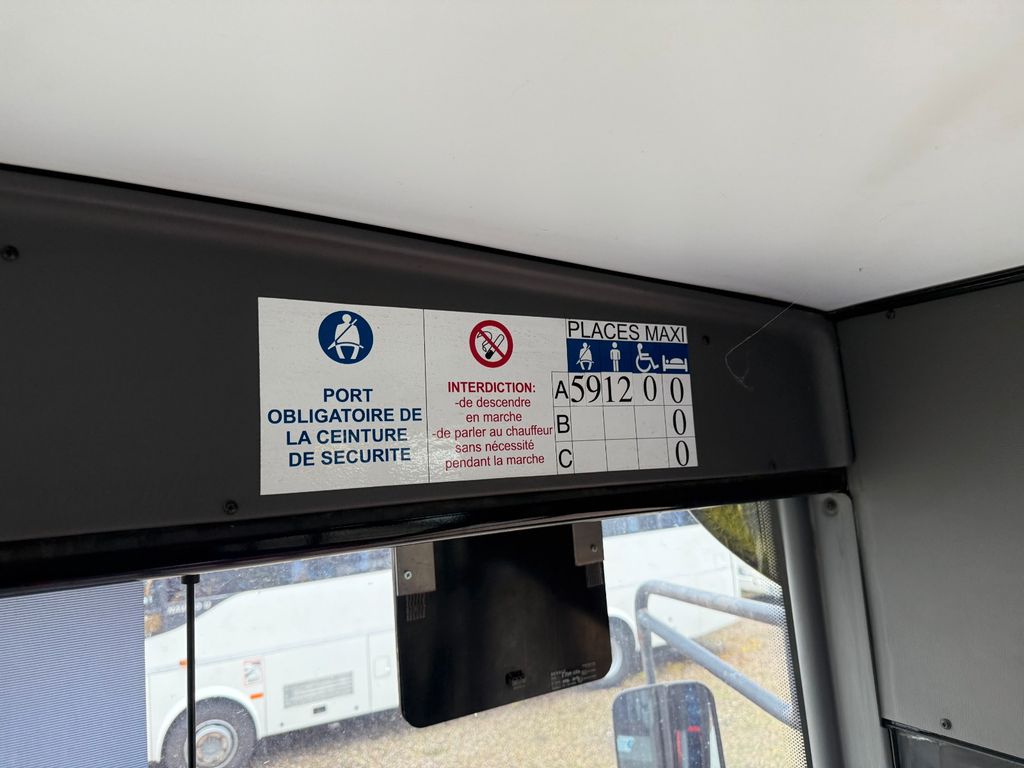 PORT
OBLIGATOIRE DE
LA CEINTURE
DE SECURITE
INTERDICTION:
-de descendre
en marche
-de parler au chauffeur
sans nécessité
pendant la marche
PLACES MAXI
A 59 12 0 0
B 0
C 0